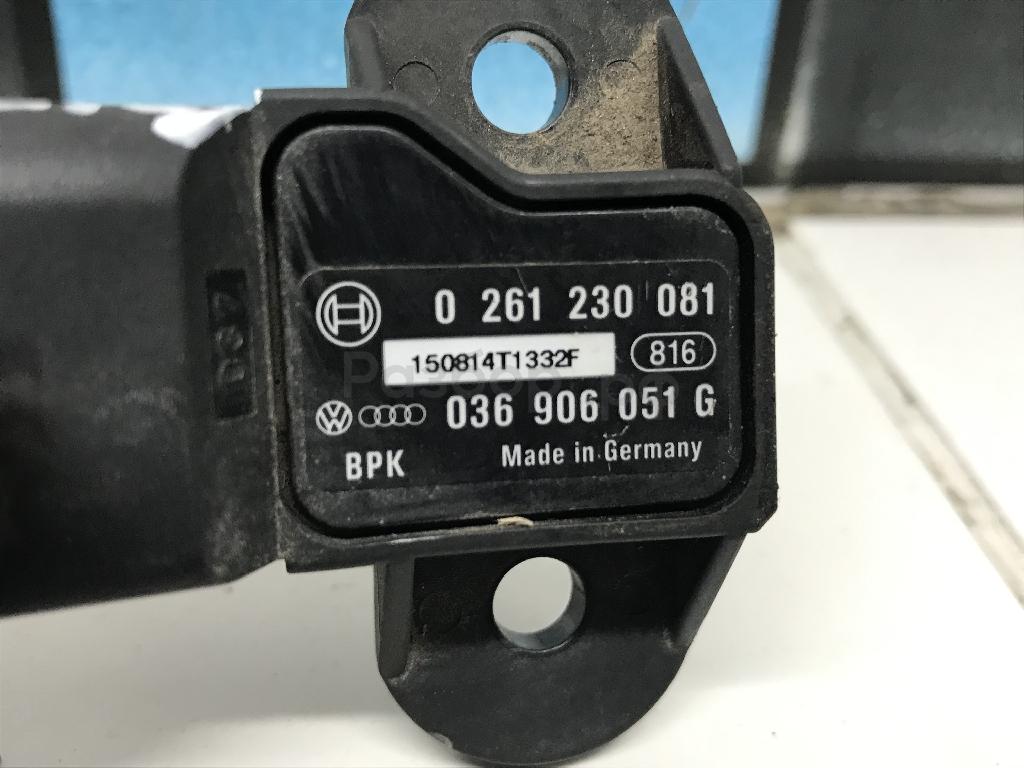 0 261 230 081
150814T1332F
816
036 906 051 G
BPK
Made in Germany